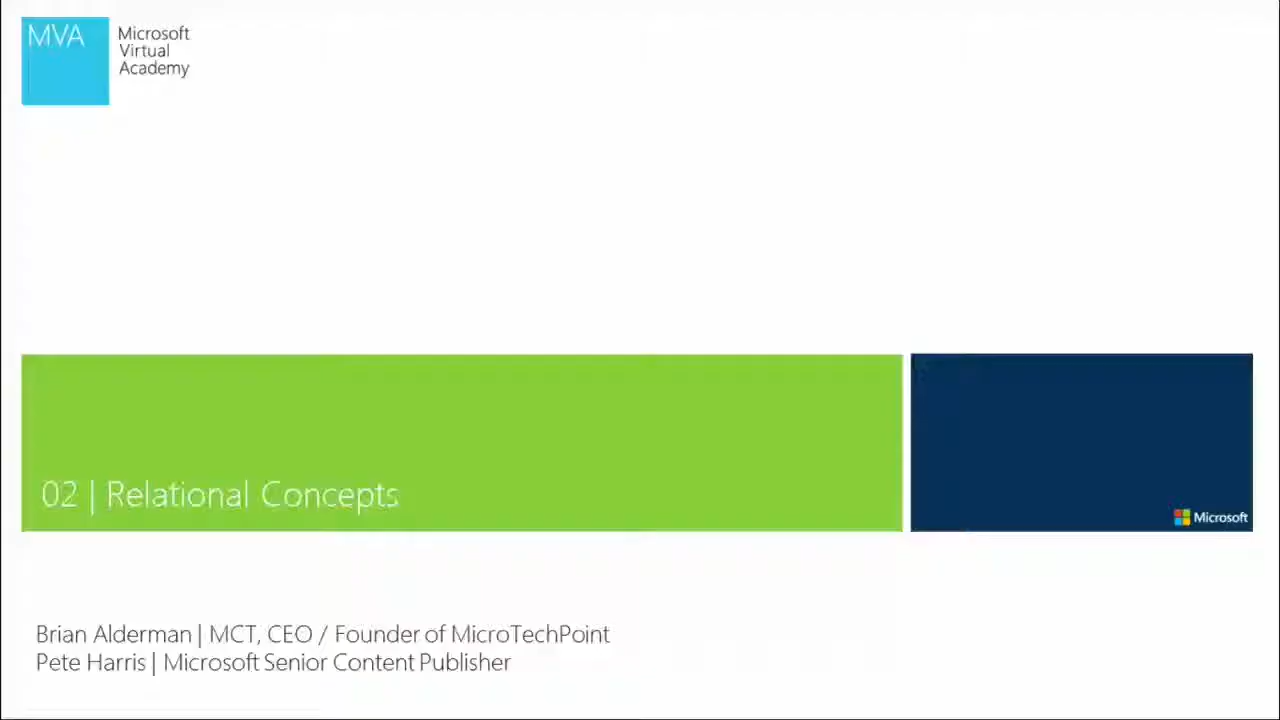 MVA
Microsoft
Virtual
Academy
02 | Relational Concepts
Microsoft
Brian Alderman | MCT, CEO / Founder of MicroTechPoint
Pete Harris | Microsoft Senior Content Publisher